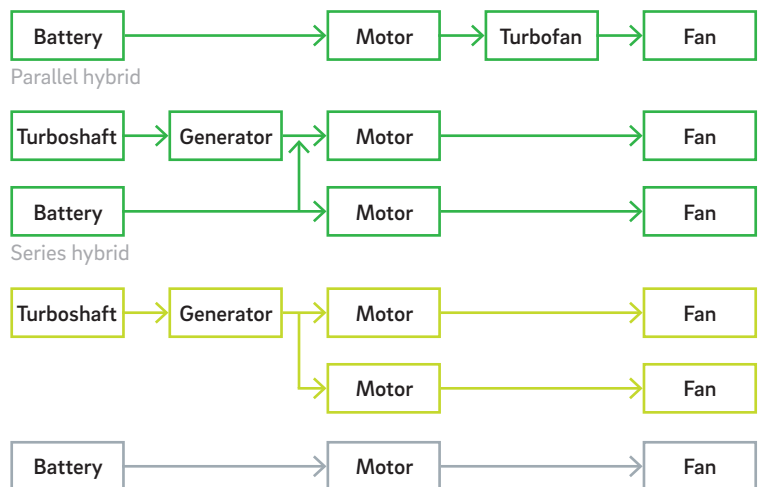 Battery Motor Turbofan Fan
Parallel hybrid
Turboshaft Generator Motor Fan
Battery Motor Fan
Series hybrid
Turboshaft Generator Motor Fan
Motor Fan
Battery Motor Fan